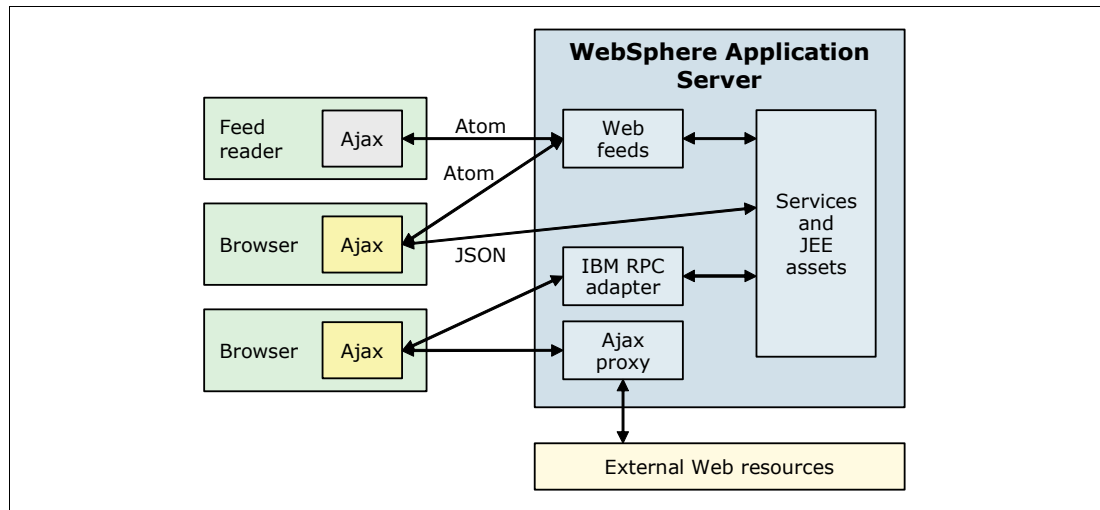 WebSphere Application
Server
Feed
reader
Ajax
Atom
Web
feeds
Atom
Browser
Ajax
JSON
Services
and
JEE
assets
IBM RPC
adapter
Browser
Ajax
Ajax
proxy
External Web resources